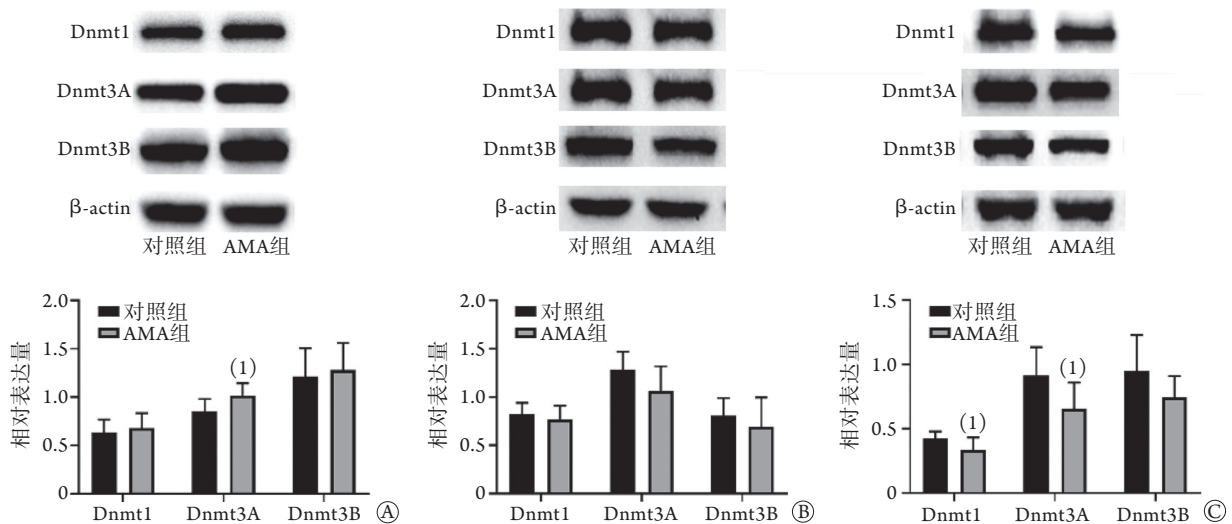 Dnmt1
Dnmt3A
Dnmt3B
β-actin
对照组 AMA组
2.0
1.5
1.0
0.5
0
相对表达量
对照组
AMA组
(1)
Dnmt1 Dnmt3A Dnmt3B Ⓐ
Dnmt1
Dnmt3A
Dnmt3B
β-actin
对照组 AMA组
2.0
1.5
1.0
0.5
0
相对表达量
对照组
AMA组
Dnmt1 Dnmt3A Dnmt3B Ⓑ
Dnmt1
Dnmt3A
Dnmt3B
β-actin
对照组 AMA组
1.5
1.0
0.5
0
相对表达量
对照组
AMA组
(1)
(1)
Dnmt1 Dnmt3A Dnmt3B Ⓒ